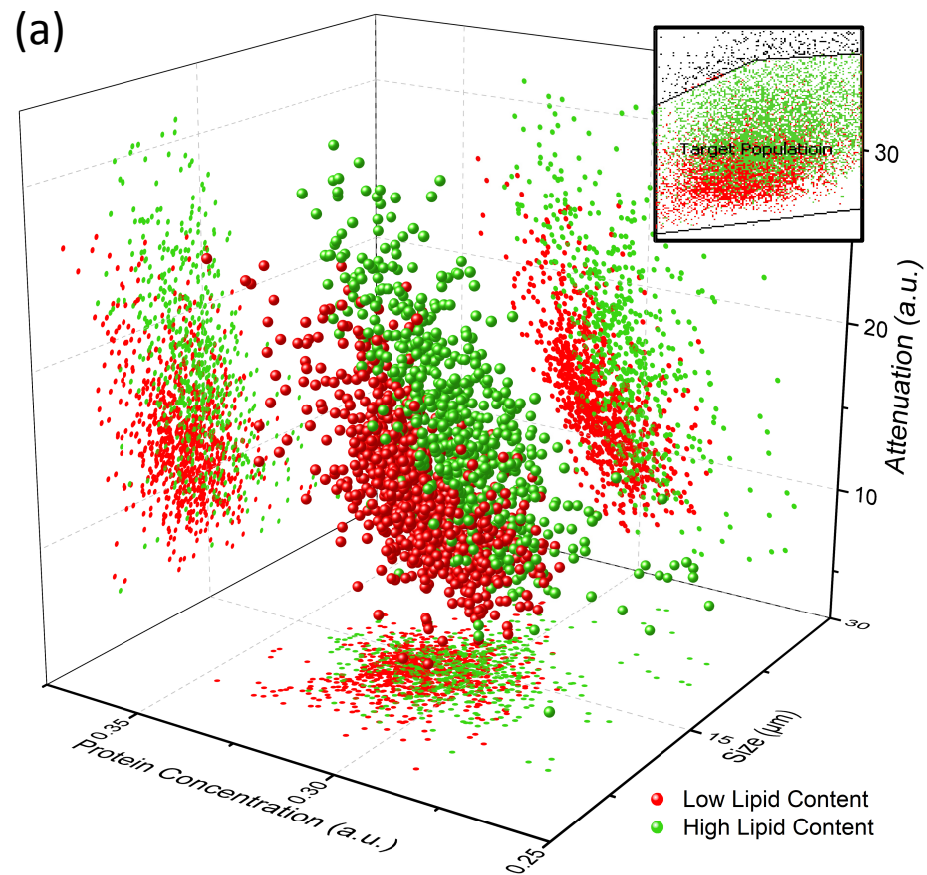 (a)
Target Populatioin
30
20
10
Attenuation (a.u.)
30
15
Size (μm)
0.35
0.30
0.25
Protein Concentration (a.u.)
Low Lipid Content
High Lipid Content